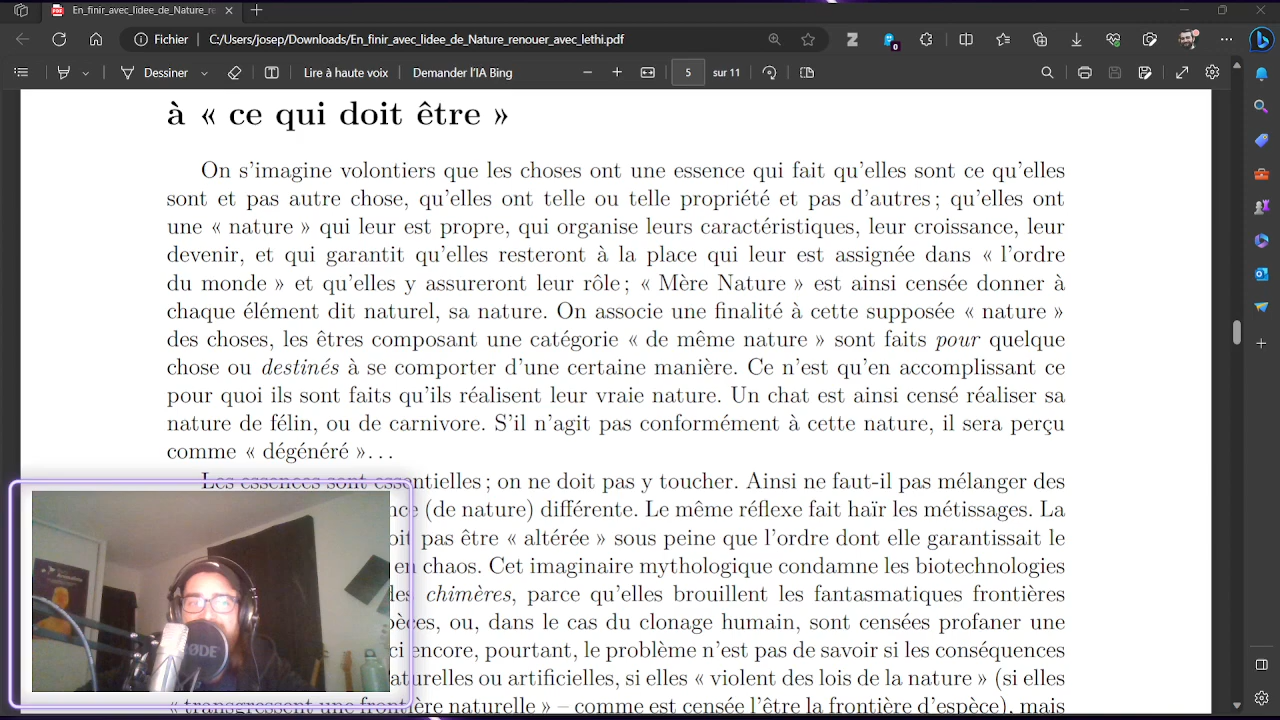 En_finir_avec_lidee_de_Nature_re
Fichier
C:/Users/josep/Downloads/En_finir_avec_lidee_de_Nature_renouer_avec_lethi.pdf
Dessiner
Lire à haute voix
Demander l'IA Bing
5 sur 11
à « ce qui doit être »
On s'imagine volontiers que les choses ont une essence qui fait qu'elles sont ce qu'elles
sont et pas autre chose, qu'elles ont telle ou telle propriété et pas d'autres ; qu'elles ont
une « nature » qui leur est propre, qui organise leurs caractéristiques, leur croissance, leur
devenir, et qui garantit qu'elles resteront à la place qui leur est assignée dans « l'ordre
du monde » et qu'elles y assureront leur rôle ; « Mère Nature » est ainsi censée donner à
chaque élément dit naturel, sa nature. On associe une finalité à cette supposée « nature »
des choses, les êtres composant une catégorie « de même nature » sont faits pour quelque
chose ou destinés à se comporter d'une certaine manière. Ce n'est qu'en accomplissant ce
pour quoi ils sont faits qu'ils réalisent leur vraie nature. Un chat est ainsi censé réaliser sa
nature de félin, ou de carnivore. S'il n'agit pas conformément à cette nature, il sera perçu
comme « dégénéré »...
Les essences sont essentielles ; on ne doit pas y toucher. Ainsi ne faut-il pas mélanger des
(de nature) différente. Le même réflexe fait haïr les métissages. La
pas être « altérée » sous peine que l'ordre dont elle garantissait le
en chaos. Cet imaginaire mythologique condamne les biotechnologies
chimères, parce qu'elles brouillent les fantasmatiques frontières
ou, dans le cas du clonage humain, sont censées profaner une
encore, pourtant, le problème n'est pas de savoir si les conséquences
ou artificielles, si elles « violent des lois de la nature » (si elles
« transgressent une frontière naturelle » – comme est censée l'être la frontière d'espèce), mais
RØDE
0